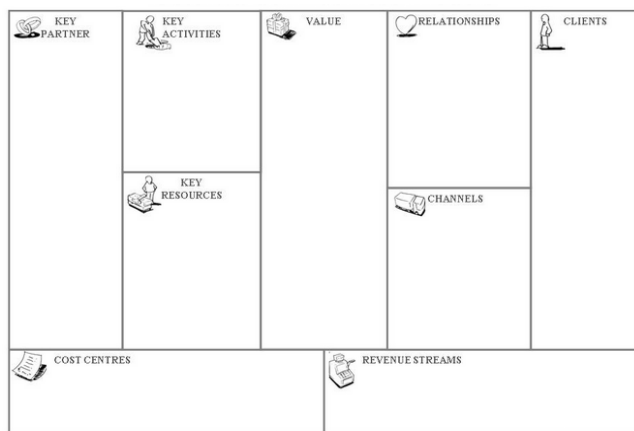 KEY
PARTNER
KEY
ACTIVITIES
VALUE
RELATIONSHIPS
CLIENTS
KEY
RESOURCES
CHANNELS
COST CENTRES
REVENUE STREAMS